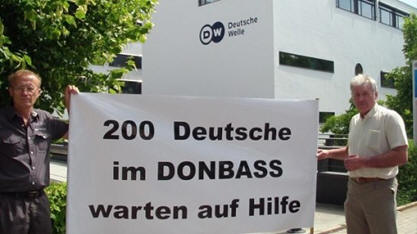 DW Deutsche
Welle
200 Deutsche
im DONBASS
warten auf Hilfe